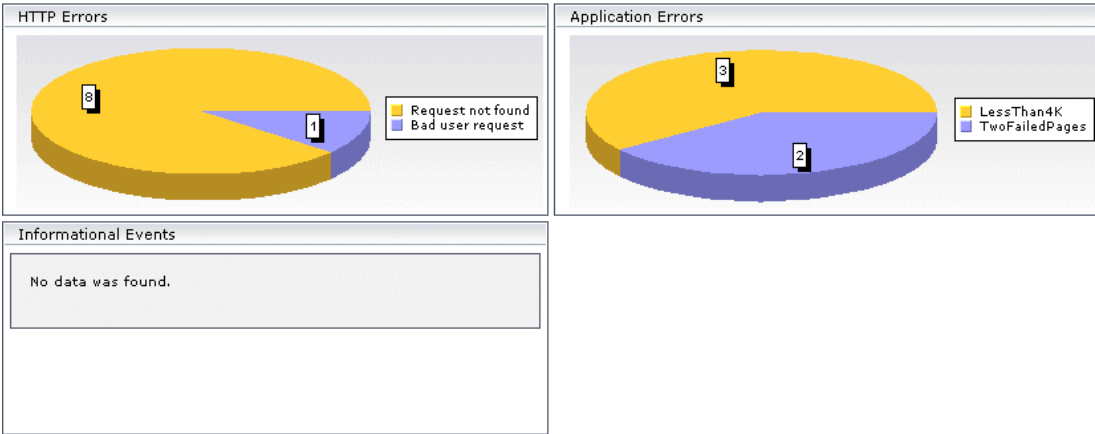 HTTP Errors
8
1
Request not found
Bad user request
Application Errors
3
2
LessThan4K
TwoFailedPages
Informational Events
No data was found.